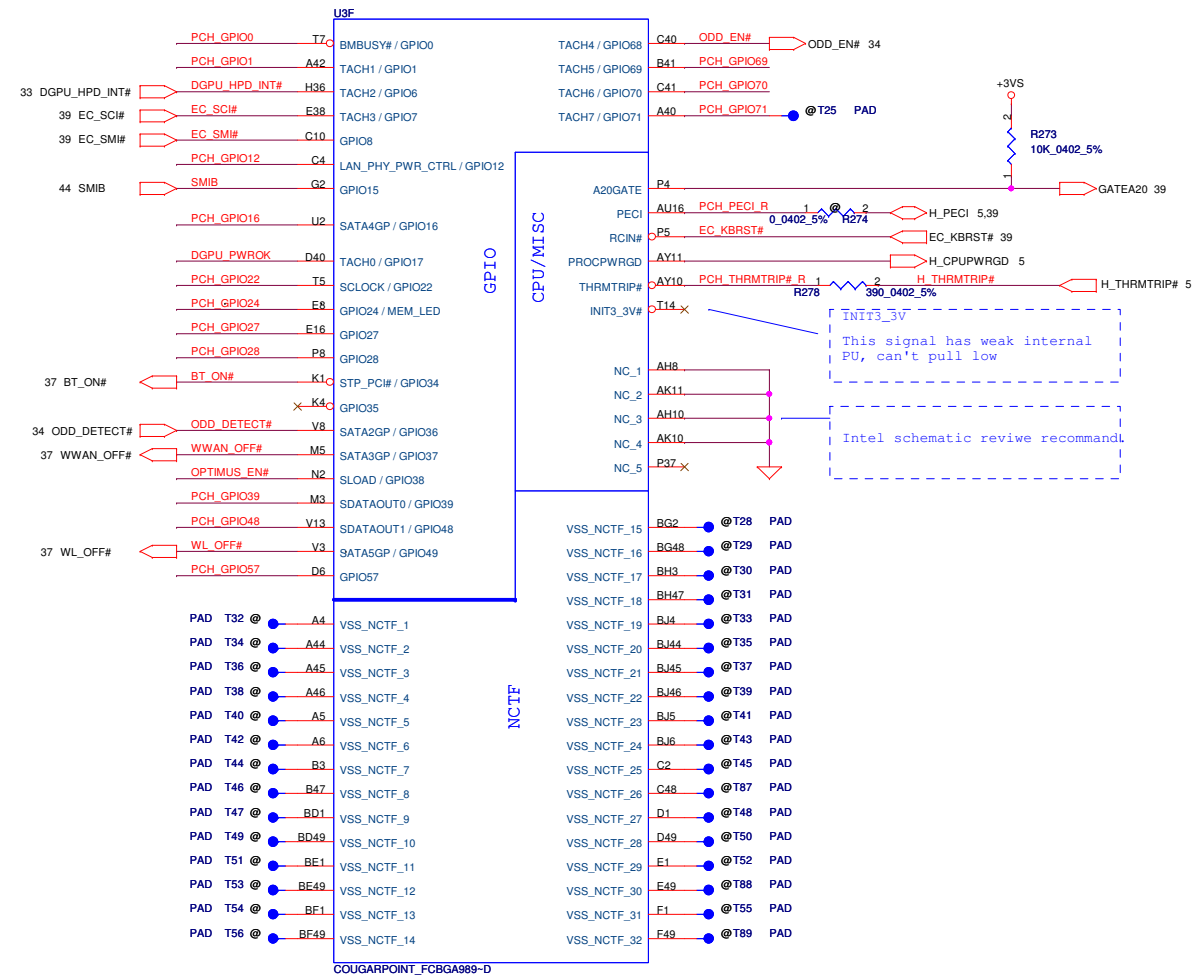 U3F
PCH_GPIO0 T7 BMBUSY# / GPIO0 TACH4 / GPIO68 C40 ODD_EN# ODD_EN# 34
PCH_GPIO1 A42 TACH1 / GPIO1 TACH5 / GPIO69 B41 PCH_GPIO69
33 DGPU_HPD_INT# DGPU_HPD_INT# H36 TACH2 / GPIO6 TACH6 / GPIO70 C41 PCH_GPIO70
39 EC_SCI# EC_SCI# E38 TACH3 / GPIO7 TACH7 / GPIO71 A40 PCH_GPIO71 @T25 PAD
39 EC_SMI# EC_SMI# C10 GPIO8
PCH_GPIO12 C4 LAN_PHY_PWR_CTRL / GPIO12
44 SMIB SMIB G2 GPIO15
PCH_GPIO16 U2 SATA4GP / GPIO16
DGPU_PWROK D40 TACH0 / GPIO17
PCH_GPIO22 T5 SCLOCK / GPIO22
PCH_GPIO24 E8 GPIO24 / MEM_LED
PCH_GPIO27 E16 GPIO27
PCH_GPIO28 P8 GPIO28
37 BT_ON# BT_ON# K1 STP_PCI# / GPIO34
K4 GPIO35
34 ODD_DETECT# ODD_DETECT# V8 SATA2GP / GPIO36
37 WWAN_OFF# WWAN_OFF# M5 SATA3GP / GPIO37
OPTIMUS_EN# N2 SLOAD / GPIO38
PCH_GPIO39 M3 SDATAOUT0 / GPIO39
PCH_GPIO48 V13 SDATAOUT1 / GPIO48
37 WL_OFF# WL_OFF# V3 SATA5GP / GPIO49
PCH_GPIO57 D6 GPIO57
GPIO
CPU/MISC
+3VS
2
R273
10K_0402_5%
1
A20GATE P4 GATEA20 39
PECI AU16 PCH_PECI_R 1 @ 2 H_PECI 5,39
0_0402_5% R274
RCIN# P5 EC_KBRST# EC_KBRST# 39
PROCPWRGD AY11 H_CPUPWRGD 5
THRMTRIP# AY10 PCH_THRMTRIP#_R 1 2 H_THRMTRIP# H_THRMTRIP# 5
R278 390_0402_5%
INIT3_3V# T14
INIT3_3V
This signal has weak internal
PU, can't pull low
NC_1 AH8
NC_2 AK11
NC_3 AH10
NC_4 AK10
NC_5 P37
Intel schematic reviwe recommand.
NCTF
PAD T32 @ A4 VSS_NCTF_1
PAD T34 @ A44 VSS_NCTF_2
PAD T36 @ A45 VSS_NCTF_3
PAD T38 @ A46 VSS_NCTF_4
PAD T40 @ A5 VSS_NCTF_5
PAD T42 @ A6 VSS_NCTF_6
PAD T44 @ B3 VSS_NCTF_7
PAD T46 @ B47 VSS_NCTF_8
PAD T47 @ BD1 VSS_NCTF_9
PAD T49 @ BD49 VSS_NCTF_10
PAD T51 @ BE1 VSS_NCTF_11
PAD T53 @ BE49 VSS_NCTF_12
PAD T54 @ BF1 VSS_NCTF_13
PAD T56 @ BF49 VSS_NCTF_14
VSS_NCTF_15 BG2 @T28 PAD
VSS_NCTF_16 BG48 @T29 PAD
VSS_NCTF_17 BH3 @T30 PAD
VSS_NCTF_18 BH47 @T31 PAD
VSS_NCTF_19 BJ4 @T33 PAD
VSS_NCTF_20 BJ44 @T35 PAD
VSS_NCTF_21 BJ45 @T37 PAD
VSS_NCTF_22 BJ46 @T39 PAD
VSS_NCTF_23 BJ5 @T41 PAD
VSS_NCTF_24 BJ6 @T43 PAD
VSS_NCTF_25 C2 @T45 PAD
VSS_NCTF_26 C48 @T87 PAD
VSS_NCTF_27 D1 @T48 PAD
VSS_NCTF_28 D49 @T50 PAD
VSS_NCTF_29 E1 @T52 PAD
VSS_NCTF_30 E49 @T88 PAD
VSS_NCTF_31 F1 @T55 PAD
VSS_NCTF_32 F49 @T89 PAD
COUGARPOINT_FCBGA989~D